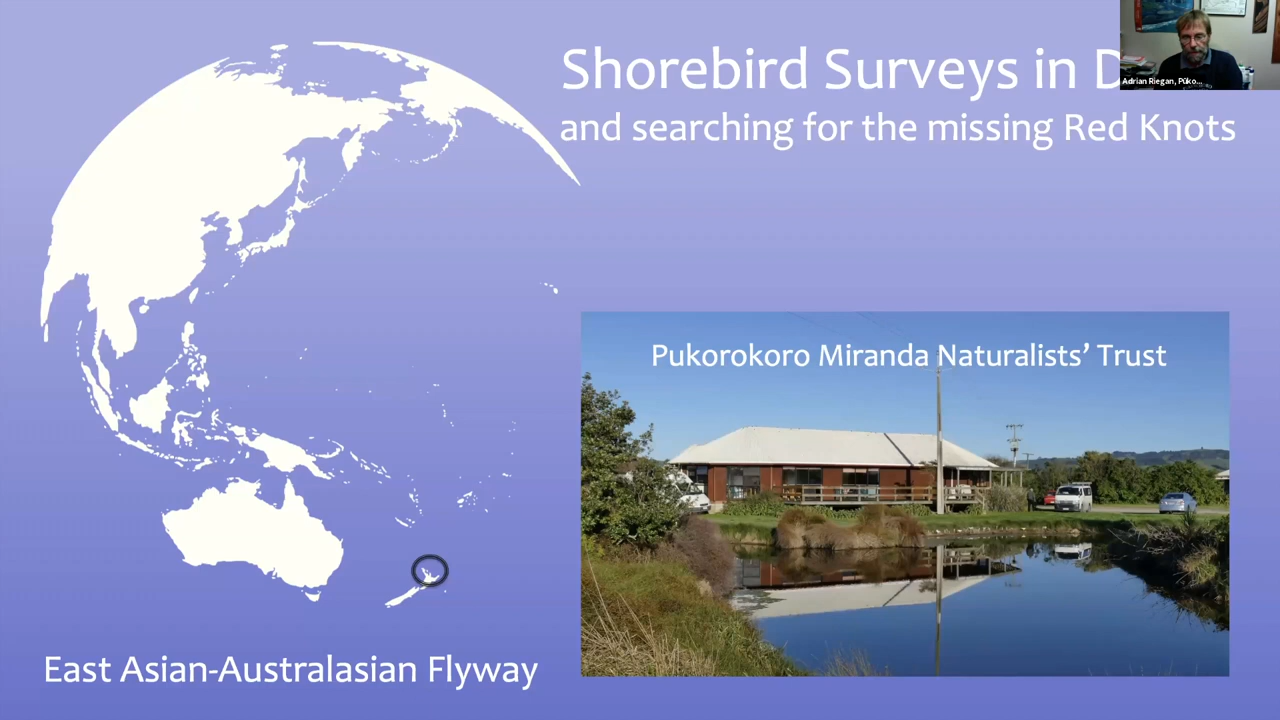 Shorebird Surveys in D
and searching for the missing Red Knots
Adrian Riegan, Pūko...
Pukorokoro Miranda Naturalists’ Trust
East Asian-Australasian Flyway